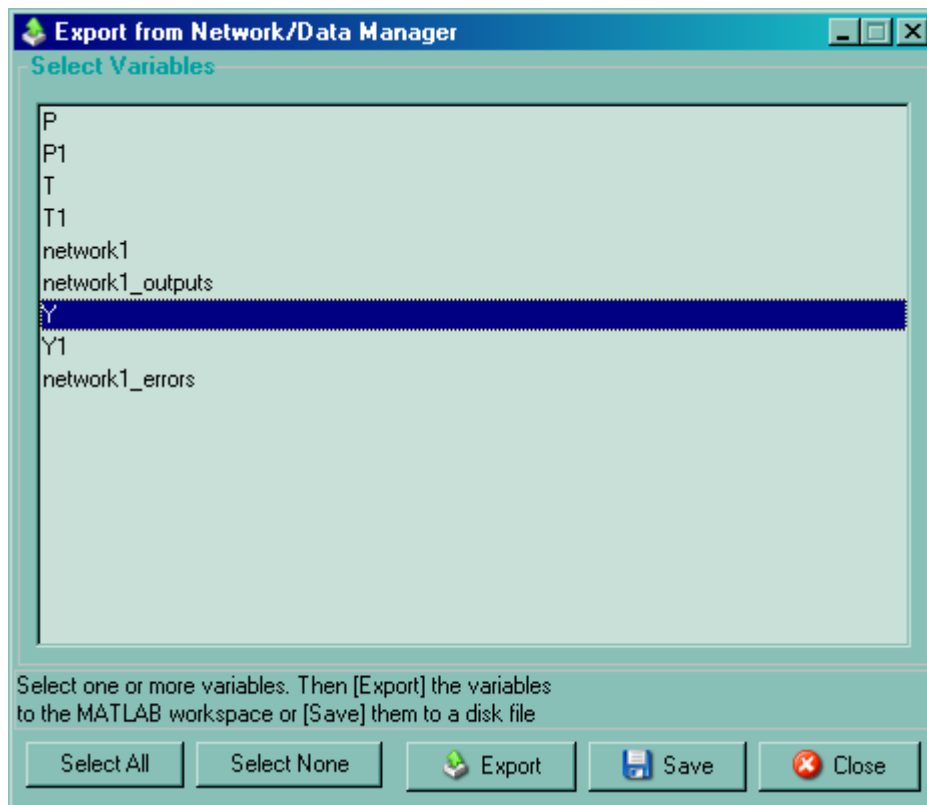 Export from Network/Data Manager
Select Variables
P
P1
T
T1
network1
network1_outputs
Y
Y1
network1_errors
Select one or more variables. Then [Export] the variables
to the MATLAB workspace or [Save] them to a disk file
Select All Select None Export Save Close